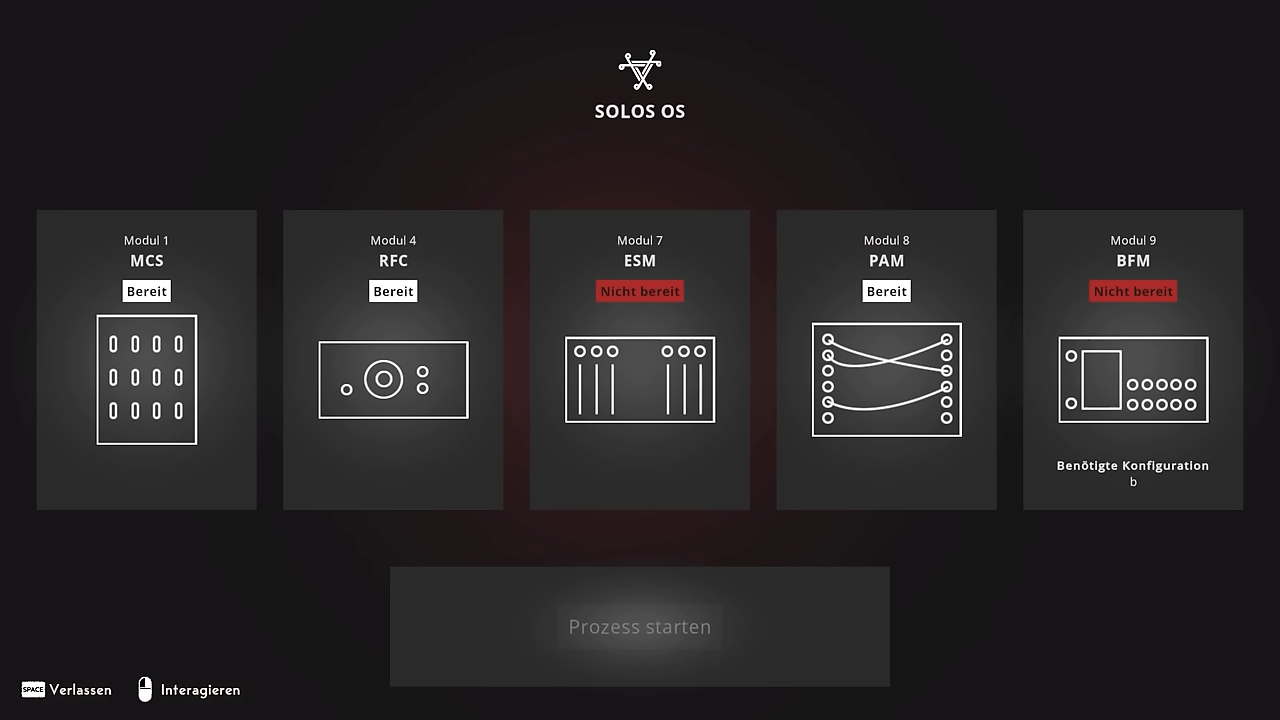 SOLOS OS
Modul 1
MCS
Bereit
Modul 4
RFC
Bereit
Modul 7
ESM
Nicht bereit
Modul 8
PAM
Bereit
Modul 9
BFM
Nicht bereit
Benötigte Konfiguration
b
Prozess starten
SPACE Verlassen
Interagieren